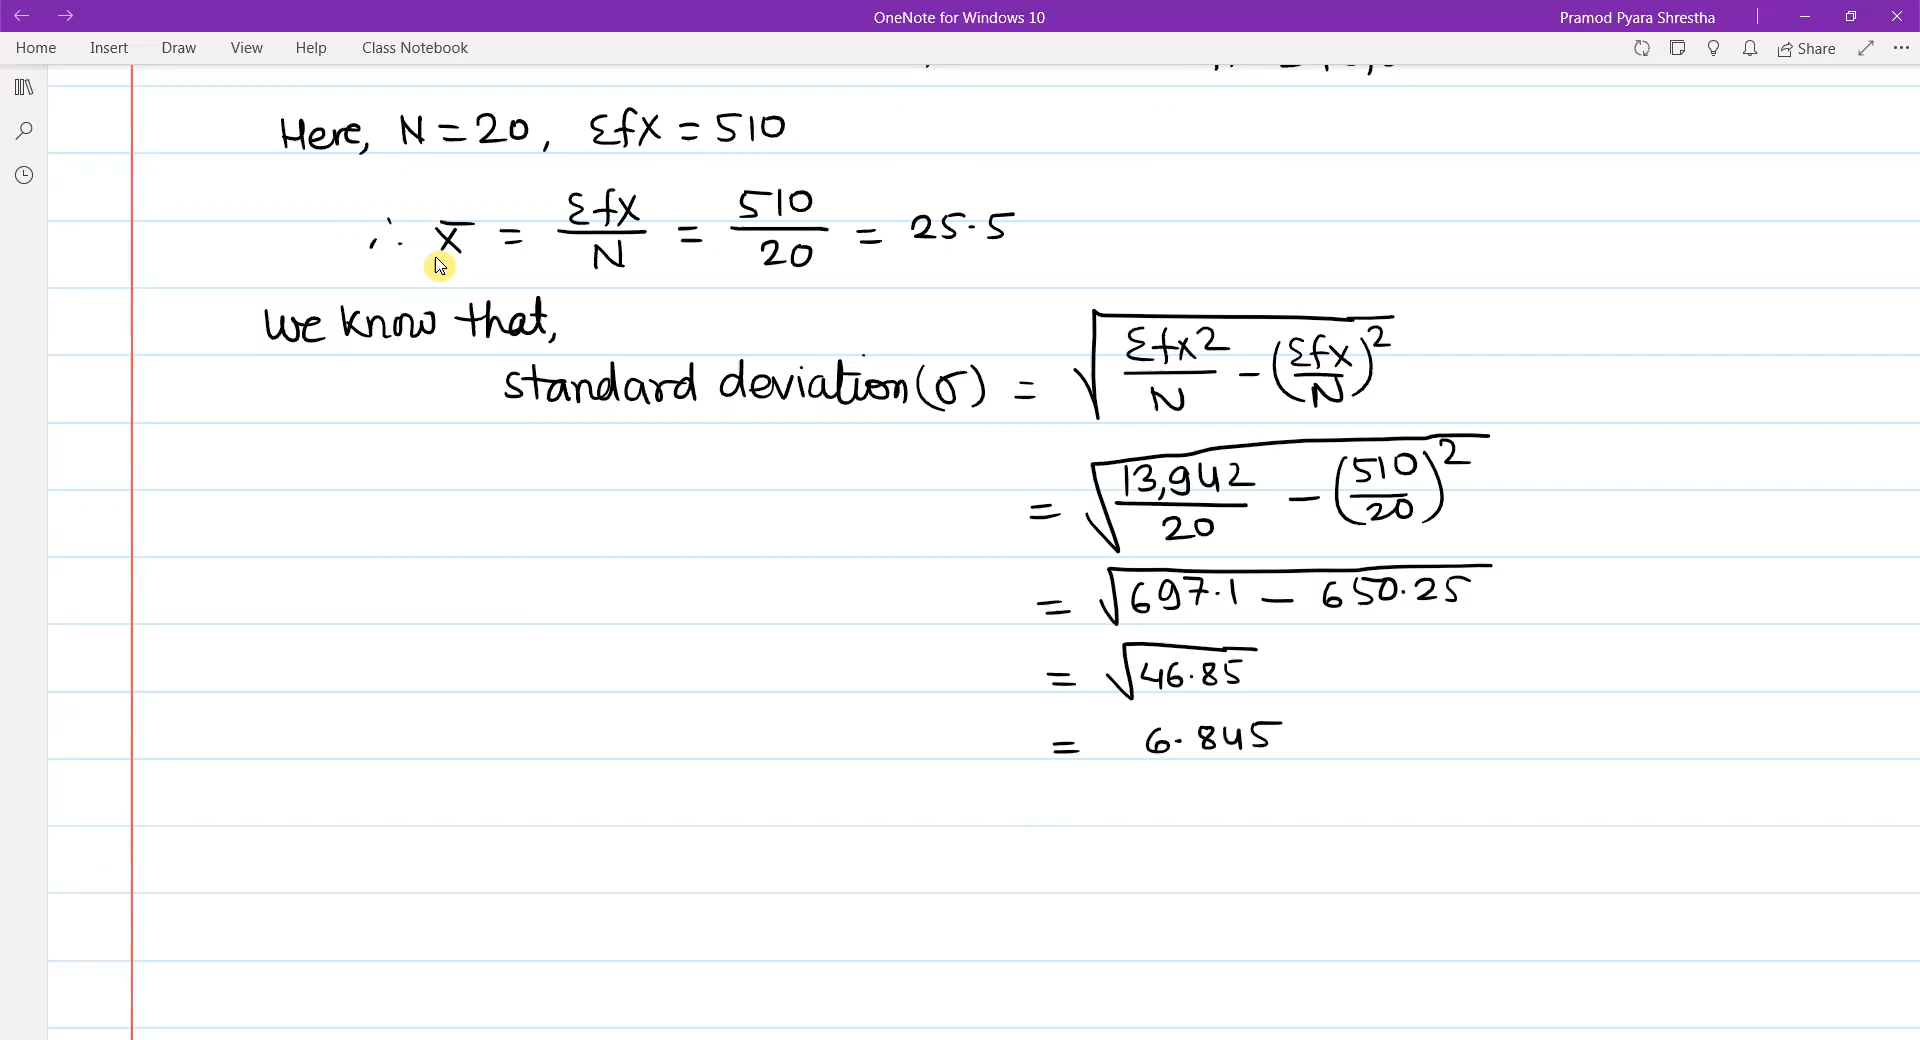 OneNote for Windows 10
Pramod Pyara Shrestha
Home Insert Draw View Help Class Notebook
Share
Here, N = 20, Σfx = 510
∴ x̄ = Σfx/N = 510/20 = 25.5
We know that,
standard deviation (σ) = √(Σfx2/N - (Σfx/N)²)
= √(13,942/20 - (510/20)²)
= √(697.1 - 650.25)
= √46.85
= 6.845